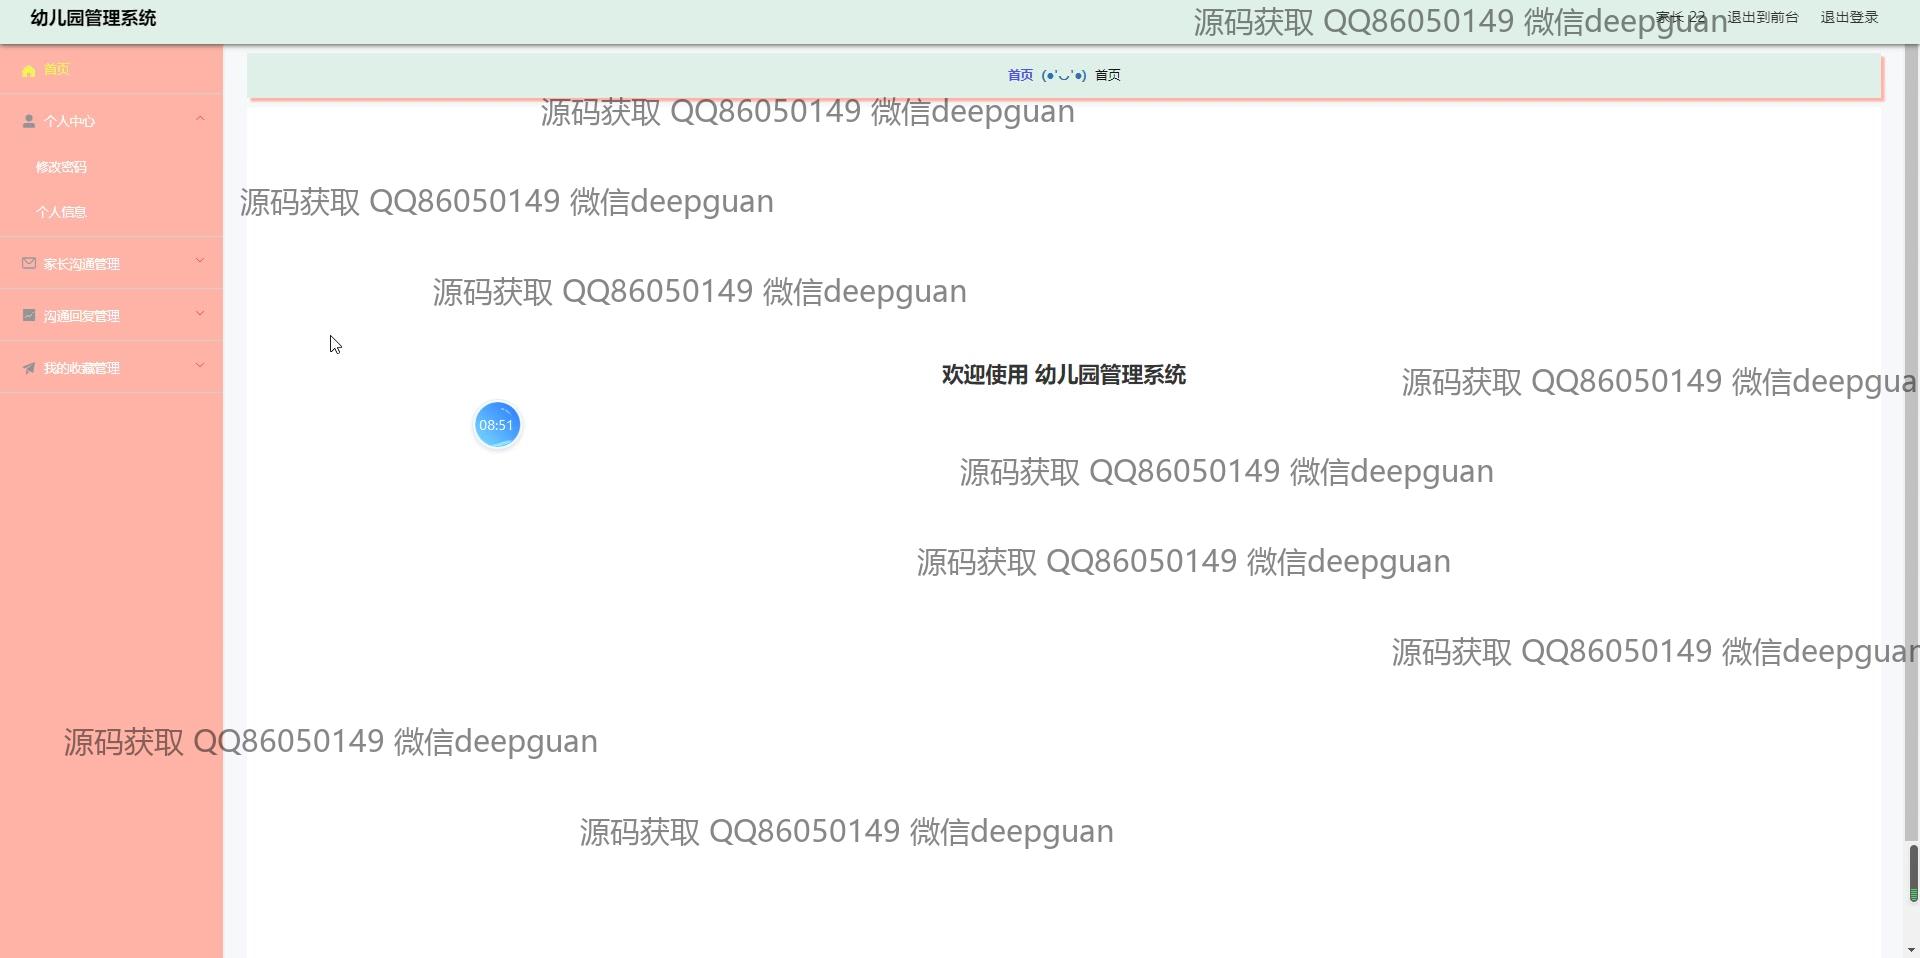 幼儿园管理系统
源码获取 QQ86050149 微信deepguan
家长 22 退出到前台 退出登录
首页
首页 (●'◡'●) 首页
源码获取 QQ86050149 微信deepguan
个人中心
修改密码
源码获取 QQ86050149 微信deepguan
个人信息
家长沟通管理
源码获取 QQ86050149 微信deepguan
沟通回复管理
我的收藏管理
欢迎使用 幼儿园管理系统
源码获取 QQ86050149 微信deepgua
08:51
源码获取 QQ86050149 微信deepguan
源码获取 QQ86050149 微信deepguan
源码获取 QQ86050149 微信deepguan
源码获取 QQ86050149 微信deepguan
源码获取 QQ86050149 微信deepguan